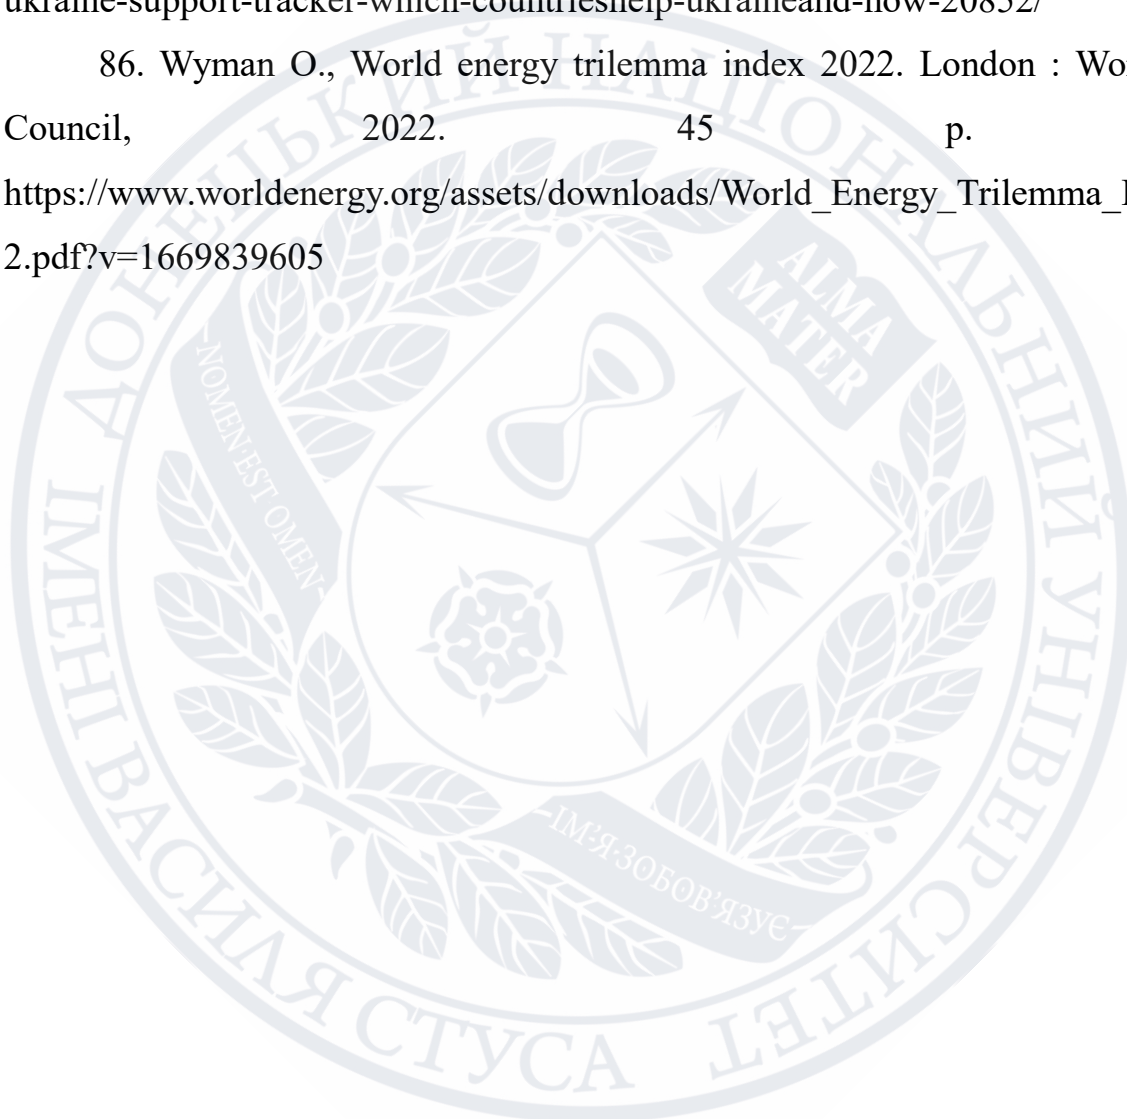 ukraine-support-tracker-which-countrieshelp-ukraineand-how-20852/
86. Wyman O., World energy trilemma index 2022. London : Wo
Council, 2022. 45 p.
https://www.worldenergy.org/assets/downloads/World_Energy_Trilemma_I
2.pdf?v=1669839605
ДОНЕЦЬКИЙ НАЦІОНАЛЬНИЙ УНІВЕРСИТЕТ
ІМЕНІ ВАСИЛЯ СТУСА
ALMA
MATER
NOMEN·EST OMEN
ІМ'Я·ЗОБОВ'ЯЗУЄ